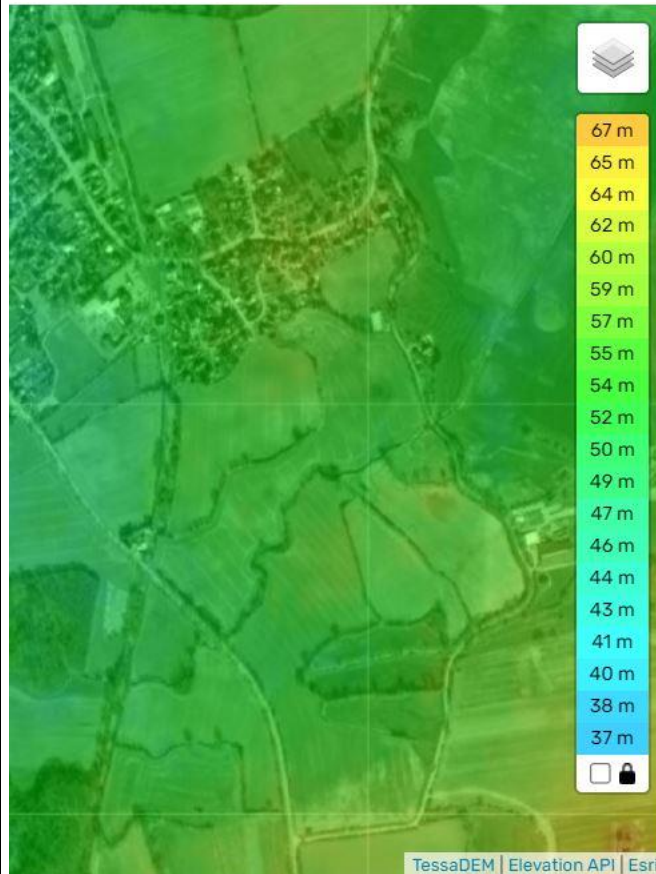 67 m
65 m
64 m
62 m
60 m
59 m
57 m
55 m
54 m
52 m
50 m
49 m
47 m
46 m
44 m
43 m
41 m
40 m
38 m
37 m
TessaDEM | Elevation API | Esri